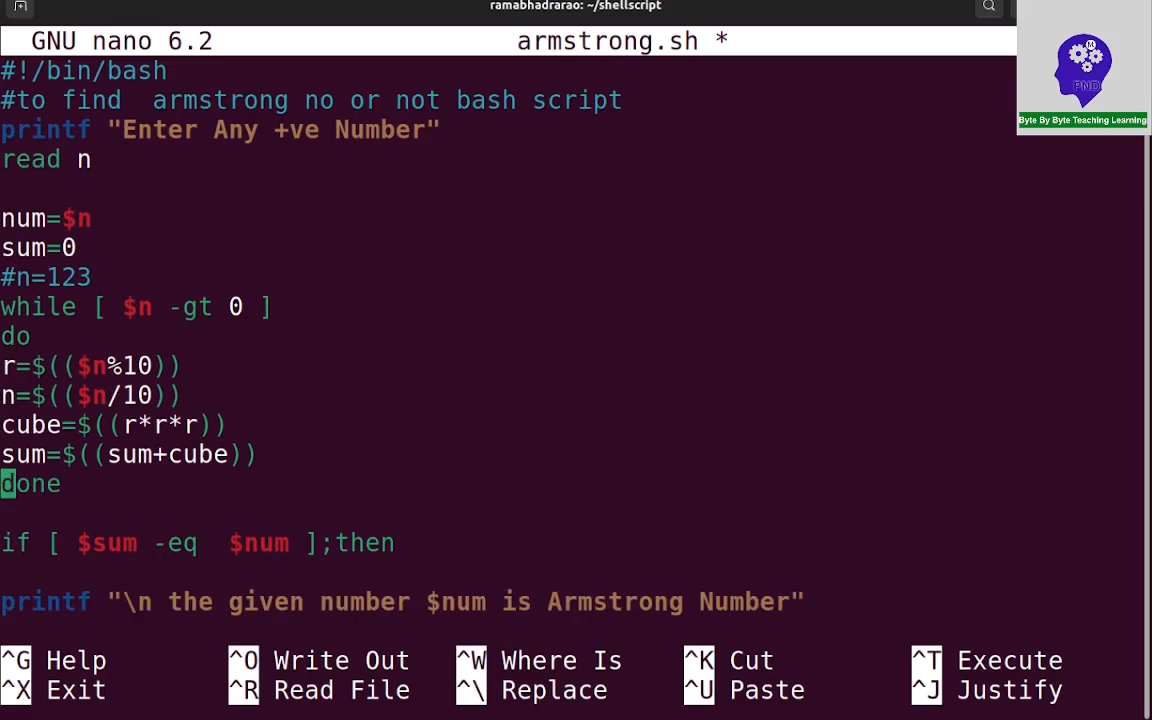 ramabhadrarao: ~/shellscript
GNU nano 6.2 armstrong.sh *
#!/bin/bash
#to find  armstrong no or not bash script
printf "Enter Any +ve Number"
read n
num=$n
sum=0
#n=123
while [ $n -gt 0 ]
do
r=$(($n%10))
n=$(($n/10))
cube=$((r*r*r))
sum=$((sum+cube))
done
if [ $sum -eq  $num ];then
printf "\n the given number $num is Armstrong Number"
^G Help ^O Write Out ^W Where Is ^K Cut ^T Execute
^X Exit ^R Read File ^\ Replace ^U Paste ^J Justify
PND
Byte By Byte Teaching Learning